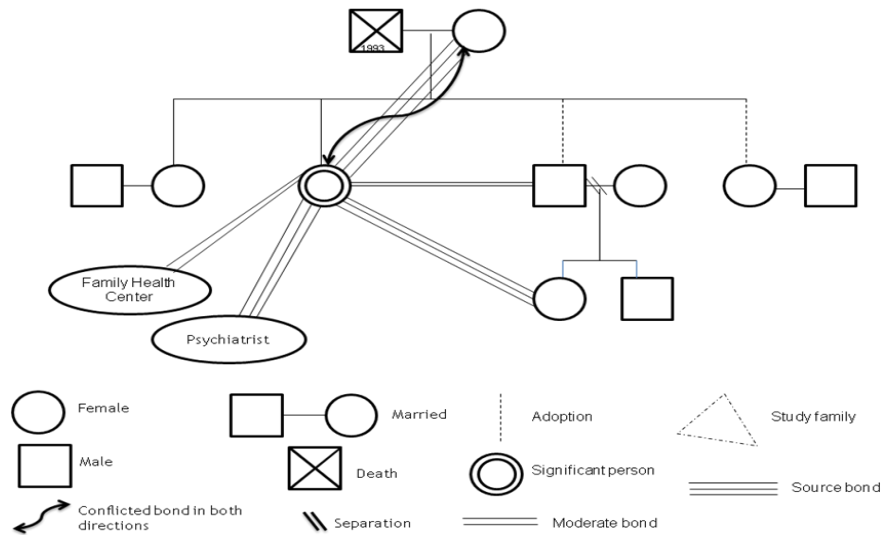 1993
Family Health
Center
Psychiatrist
Female
Married
Adoption
Study family
Male
Death
Significant person
Source bond
Conflicted bond in both
directions
Separation
Moderate bond